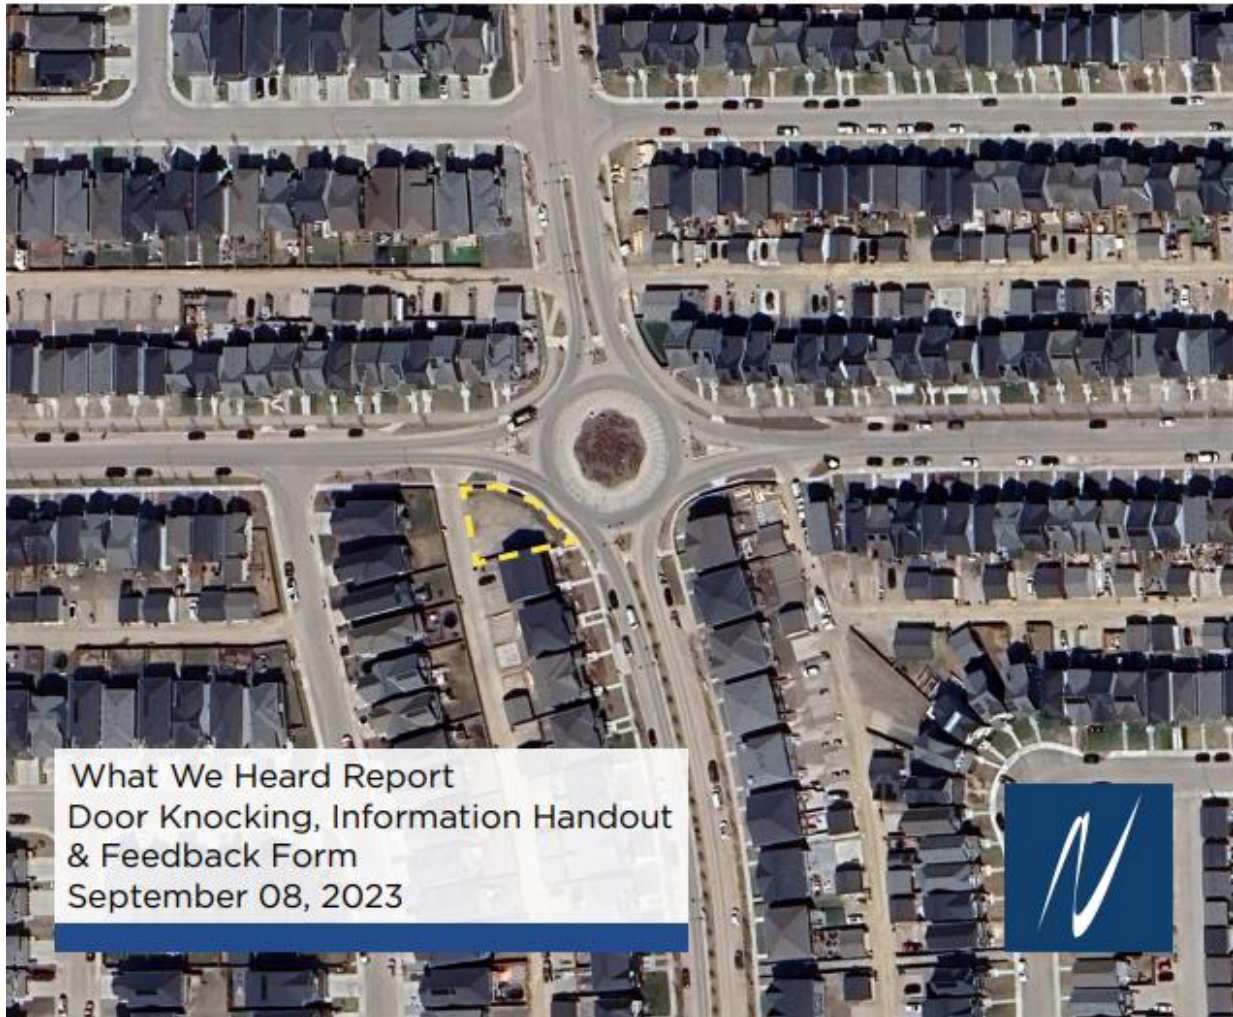 What We Heard Report
Door Knocking, Information Handout
& Feedback Form
September 08, 2023